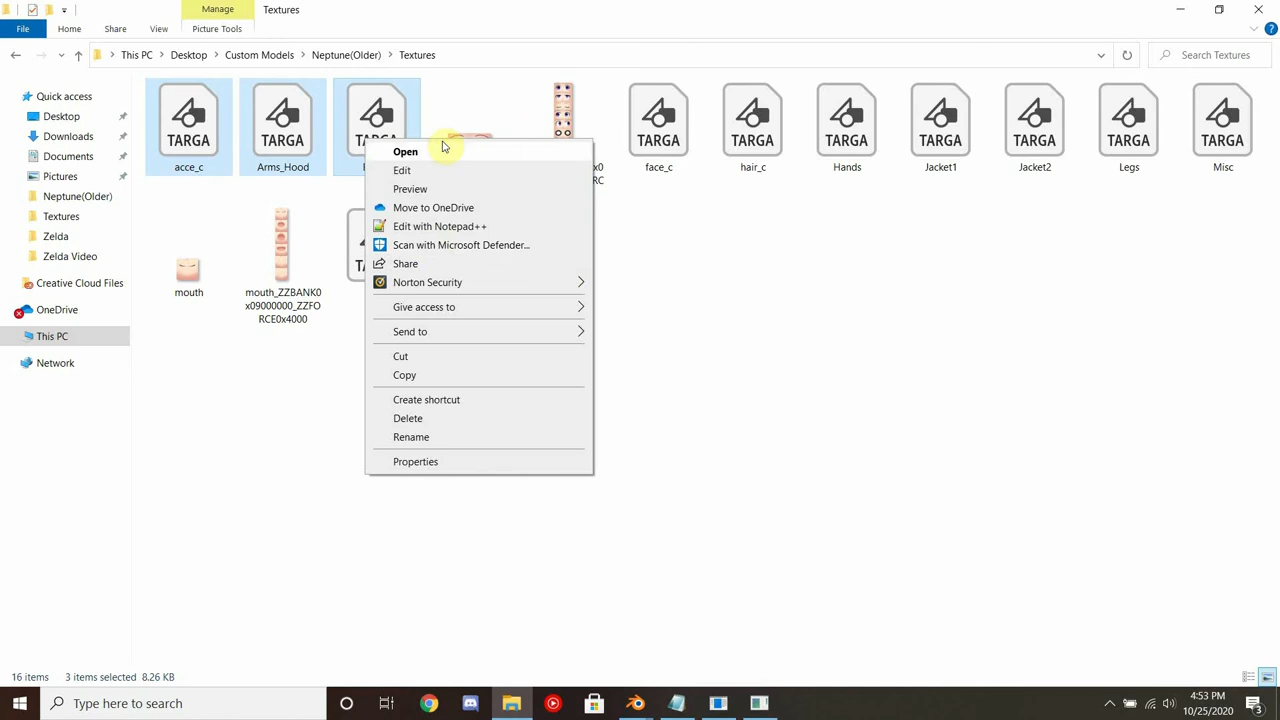 Manage
Textures
File
Home
Share
View
Picture Tools
This PC
Desktop
Custom Models
Neptune(Older)
Textures
Search Textures
Quick access
Desktop
Downloads
Documents
Pictures
Neptune(Older)
Textures
Zelda
Zelda Video
Creative Cloud Files
OneDrive
This PC
Network
TARGA
acce_c
TARGA
Arms_Hood
TARGA
TARGA
face_c
TARGA
hair_c
TARGA
Hands
TARGA
Jacket1
TARGA
Jacket2
TARGA
Legs
TARGA
Misc
mouth
mouth_ZZBANK0
x09000000_ZZFO
RCE0x4000
Open
Edit
Preview
Move to OneDrive
Edit with Notepad++
Scan with Microsoft Defender...
Share
Norton Security
Give access to
Send to
Cut
Copy
Create shortcut
Delete
Rename
Properties
16 items
3 items selected 8.26 KB
Type here to search
4:53 PM
10/25/2020
3